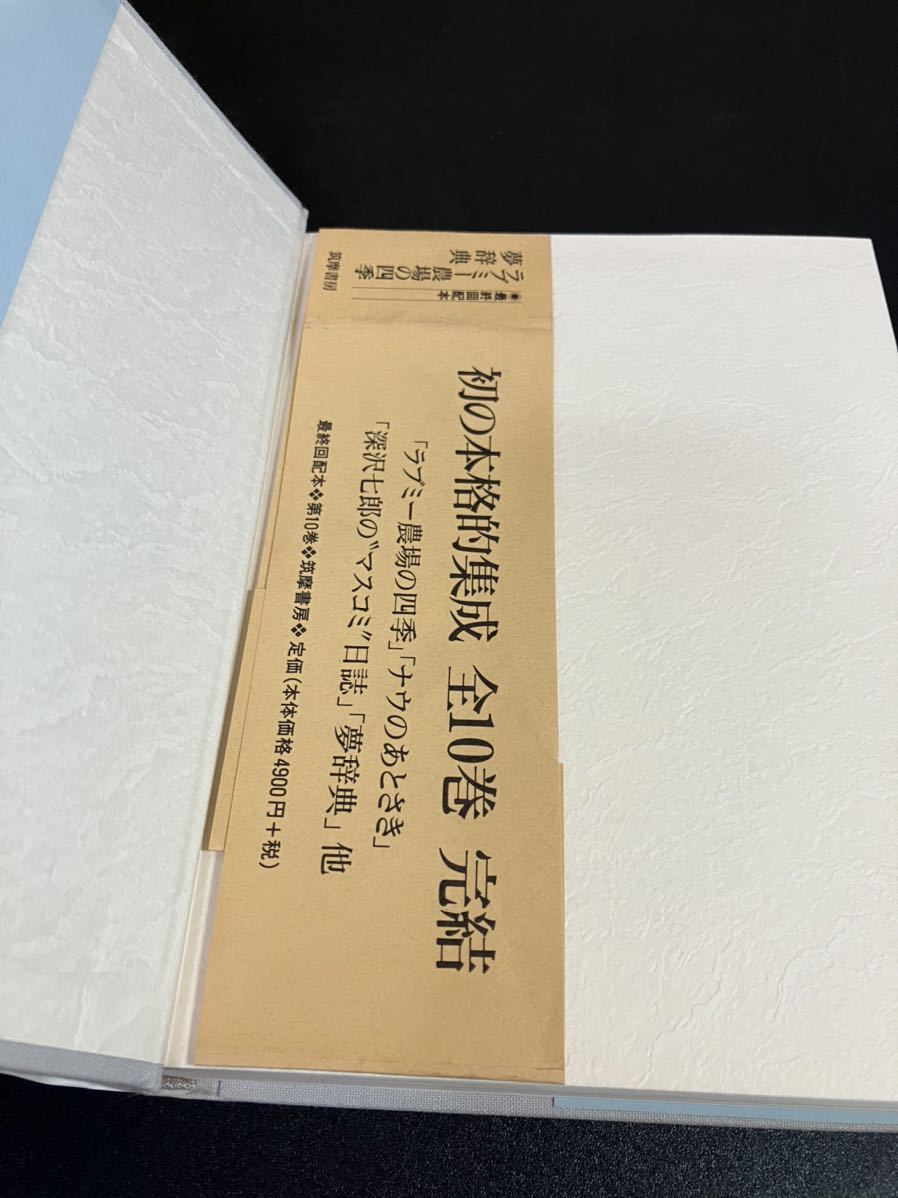 ●最終回配本
ラブミー農場の四季
夢辞典
筑摩書房
初の本格的集成 全10巻 完結
「ラブミー農場の四季」「ナウのあとさき」
「深沢七郎の〝マスコミ〟日誌」「夢辞典」他
最終回配本❖第10巻❖筑摩書房❖定価(本体価格4900円+税)